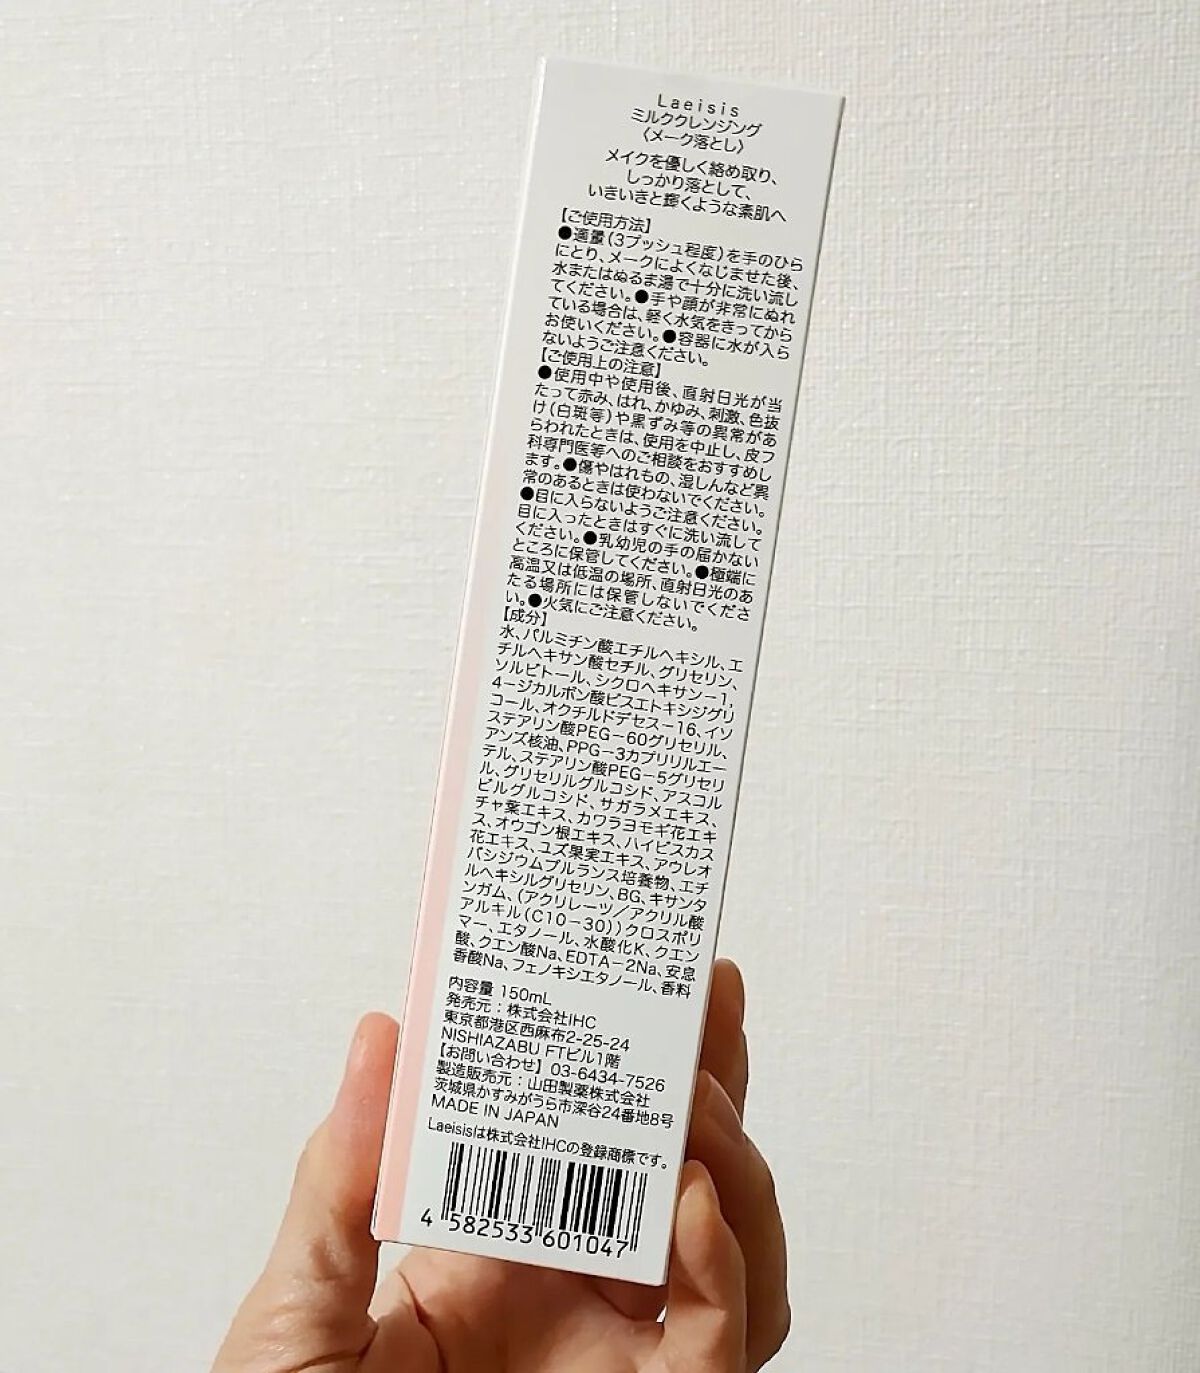 Laeisis
ミルククレンジング
〈メーク落とし〉
メイクを優しく絡め取り、
しっかり落として、
いきいきと輝くような素肌へ
【ご使用方法】
●適量(3プッシュ程度)を手のひら
にとり、メークによくなじませた後、
水またはぬるま湯で十分に洗い流し
てください。●手や顔が非常にぬれ
ている場合は、軽く水気をきってから
お使いください。●容器に水が入ら
ないようご注意ください。
【ご使用上の注意】
●使用中や使用後、直射日光が当
たって赤み、はれ、かゆみ、刺激、色抜
け(白斑等)や黒ずみ等の異常があ
らわれたときは、使用を中止し、皮フ
科専門医等へのご相談をおすすめし
ます。●傷やはれもの、湿しんなど異
常のあるときは使わないでください。
●目に入らないようご注意ください。
目に入ったときはすぐに洗い流して
ください。●乳幼児の手の届かない
ところに保管してください。●極端に
高温又は低温の場所、直射日光のあ
たる場所には保管しないでくださ
い。●火気にご注意ください。
【成分】
水、パルミチン酸エチルヘキシル、エ
チルヘキサン酸セチル、グリセリン、
ソルビトール、シクロヘキサン－1,
4－ジカルボン酸ビスエトキシジグリ
コール、オクチルドデセス－16、イソ
ステアリン酸PEG－60グリセリル、
アンズ核油、PPG－3カプリリルエー
テル、ステアリン酸PEG－5グリセリ
ル、グリセリルグルコシド、アスコル
ビルグルコシド、サガラメエキス、
チャ葉エキス、カワラヨモギ花エキ
ス、オウゴン根エキス、ハイビスカス
花エキス、ユズ果実エキス、アウレオ
バシジウムプルランス培養物、エチ
ルヘキシルグリセリン、BG、キサンタ
ンガム、(アクリレーツ／アクリル酸
アルキル(C10－30))クロスポリ
マー、エタノール、水酸化K、クエン
酸、クエン酸Na、EDTA－2Na、安息
香酸Na、フェノキシエタノール、香料
内容量 150mL
発売元：株式会社IHC
東京都港区西麻布2-25-24
NISHIAZABU FTビル1階
【お問い合わせ】03-6434-7526
製造販売元：山田製薬株式会社
茨城県かすみがうら市深谷24番地8号
MADE IN JAPAN
Laeisisは株式会社IHCの登録商標です。
4 582533 601047